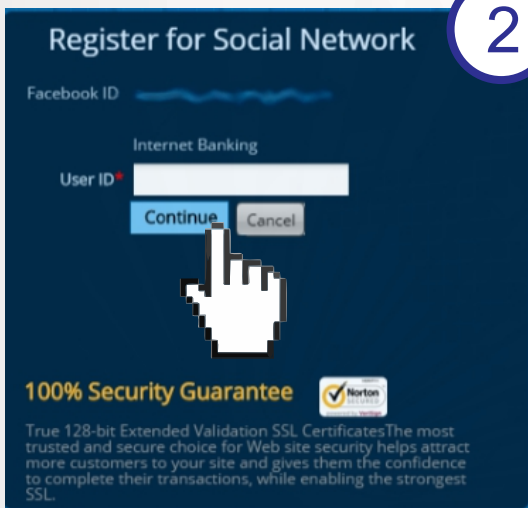 2
Register for Social Network
Facebook ID
Internet Banking
User ID*
Continue
Cancel
100% Security Guarantee
Norton
SECURED
True 128-bit Extended Validation SSL CertificatesThe most
trusted and secure choice for Web site security helps attract
more customers to your site and gives them the confidence
to complete their transactions, while enabling the strongest
SSL.